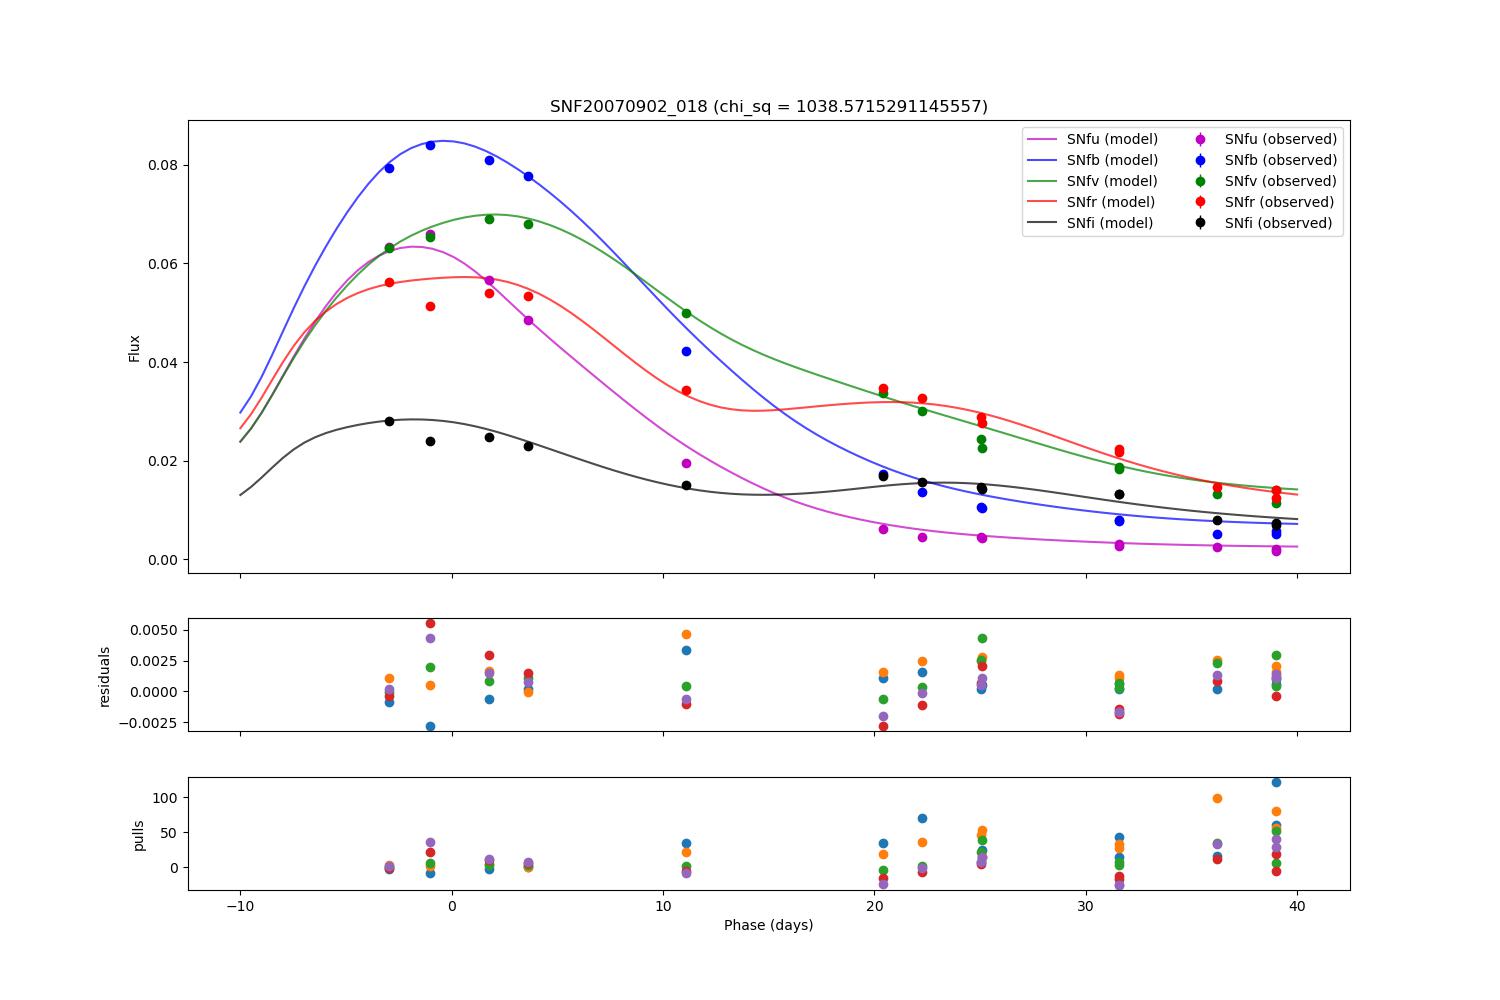 SNF20070902_018 (chi_sq = 1038.5715291145557)
SNfu (model) SNfu (observed)
SNfb (model) SNfb (observed)
SNfv (model) SNfv (observed)
SNfr (model) SNfr (observed)
SNfi (model) SNfi (observed)
0.08
0.06
0.04
0.02
0.00
Flux
0.0050
0.0025
0.0000
−0.0025
residuals
100
50
0
pulls
−10 0 10 20 30 40
Phase (days)